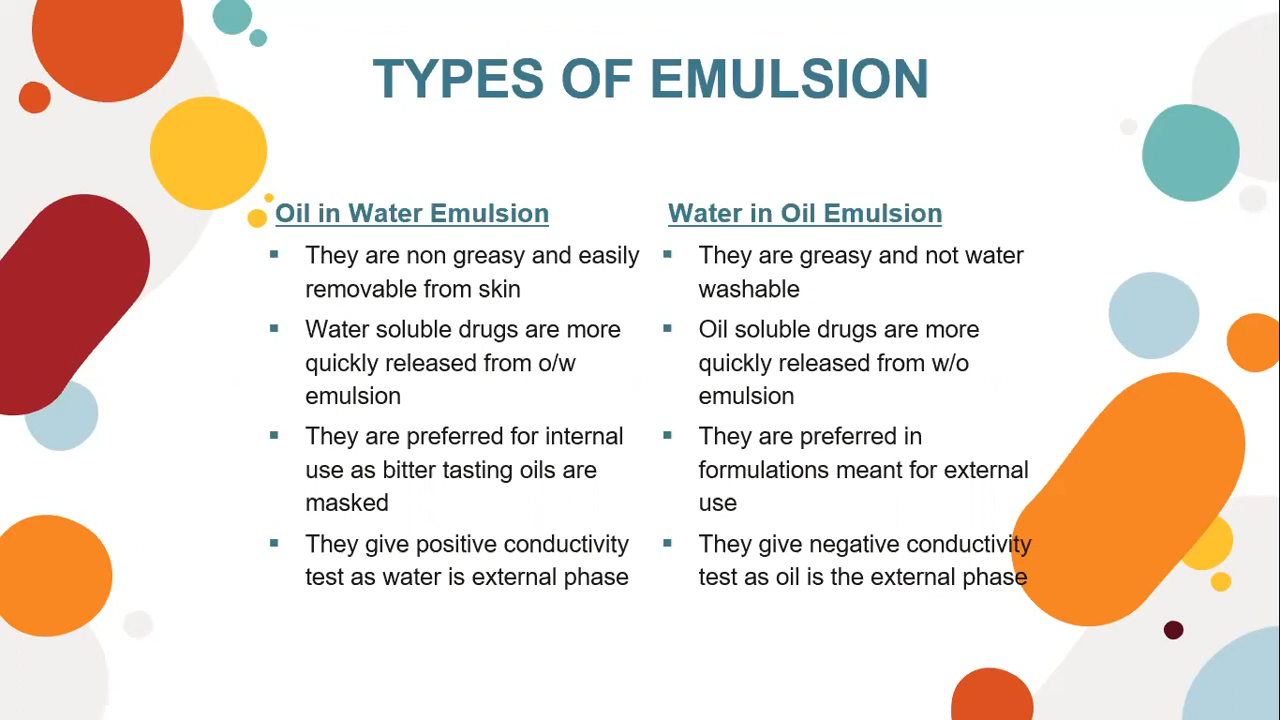 TYPES OF EMULSION
Oil in Water Emulsion
They are non greasy and easily
removable from skin
Water soluble drugs are more
quickly released from o/w
emulsion
They are preferred for internal
use as bitter tasting oils are
masked
They give positive conductivity
test as water is external phase
Water in Oil Emulsion
They are greasy and not water
washable
Oil soluble drugs are more
quickly released from w/o
emulsion
They are preferred in
formulations meant for external
use
They give negative conductivity
test as oil is the external phase